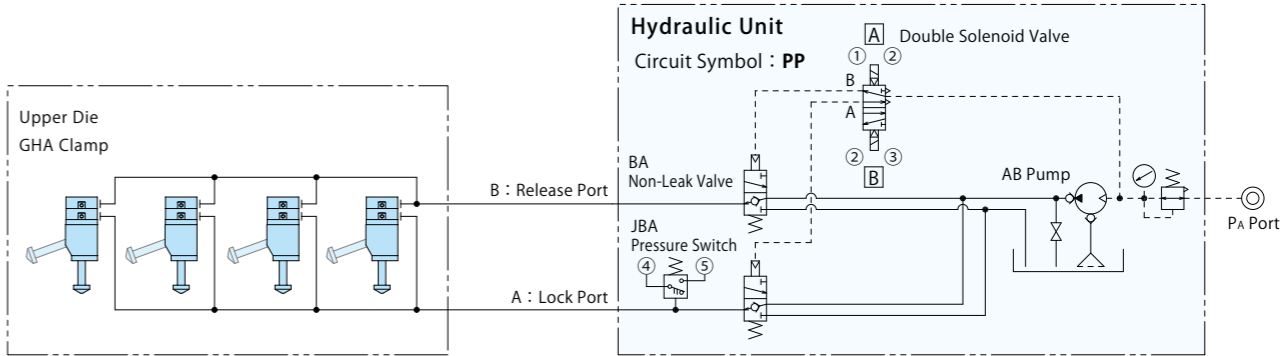 Hydraulic Unit
Circuit Symbol : PP
A
Double Solenoid Valve
① ②
B
A
② ③
B
Upper Die
GHA Clamp
B : Release Port
BA
Non-Leak Valve
AB Pump
PA Port
JBA
Pressure Switch
④ ⑤
A : Lock Port